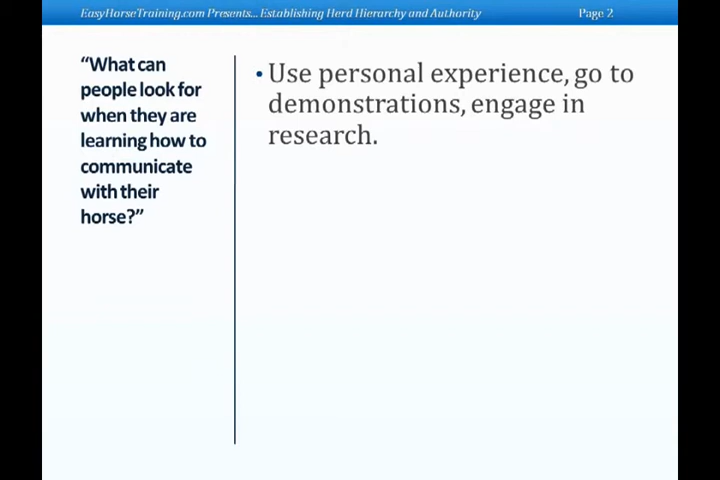 EasyHorseTraining.com Presents... Establishing Herd Hierarchy and Authority Page 2
“What can
people look for
when they are
learning how to
communicate
with their
horse?”
• Use personal experience, go to
demonstrations, engage in
research.